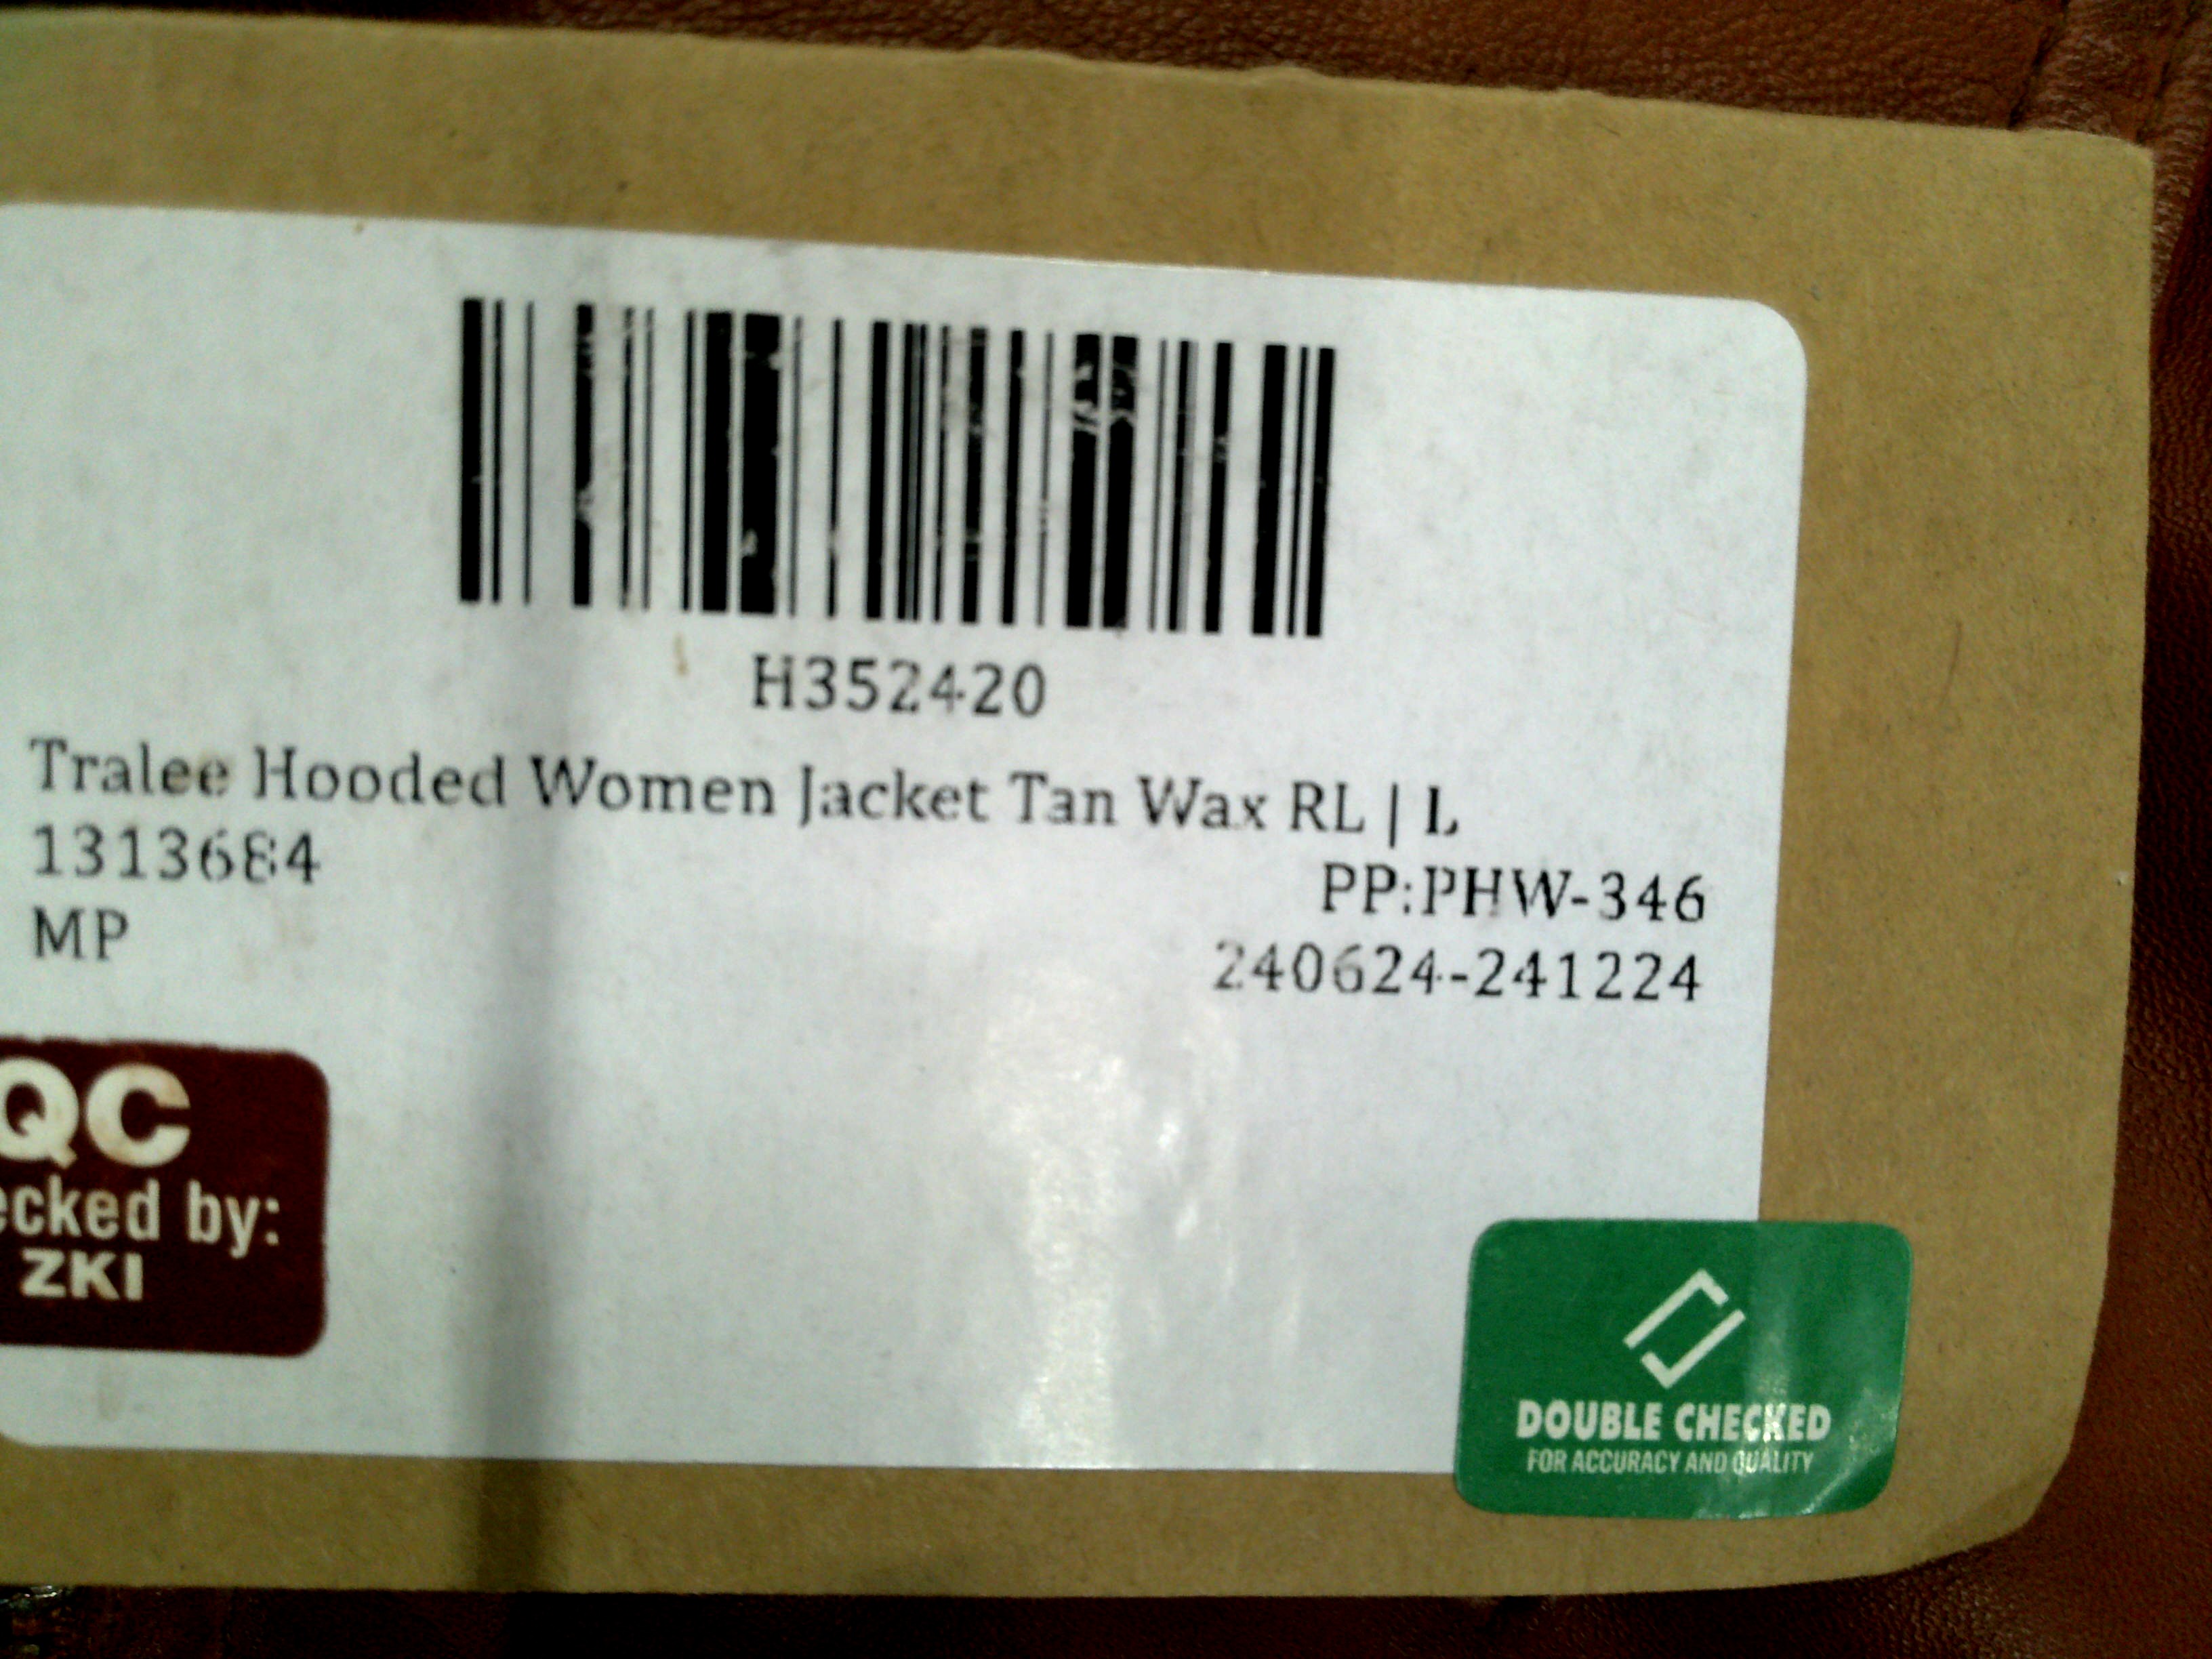 H352420
Tralee Hooded Women Jacket Tan Wax RL | L
1313684
PP:PHW-346
MP
240624-241224
QC
ecked by:
ZKI
DOUBLE CHECKED
FOR ACCURACY AND QUALITY